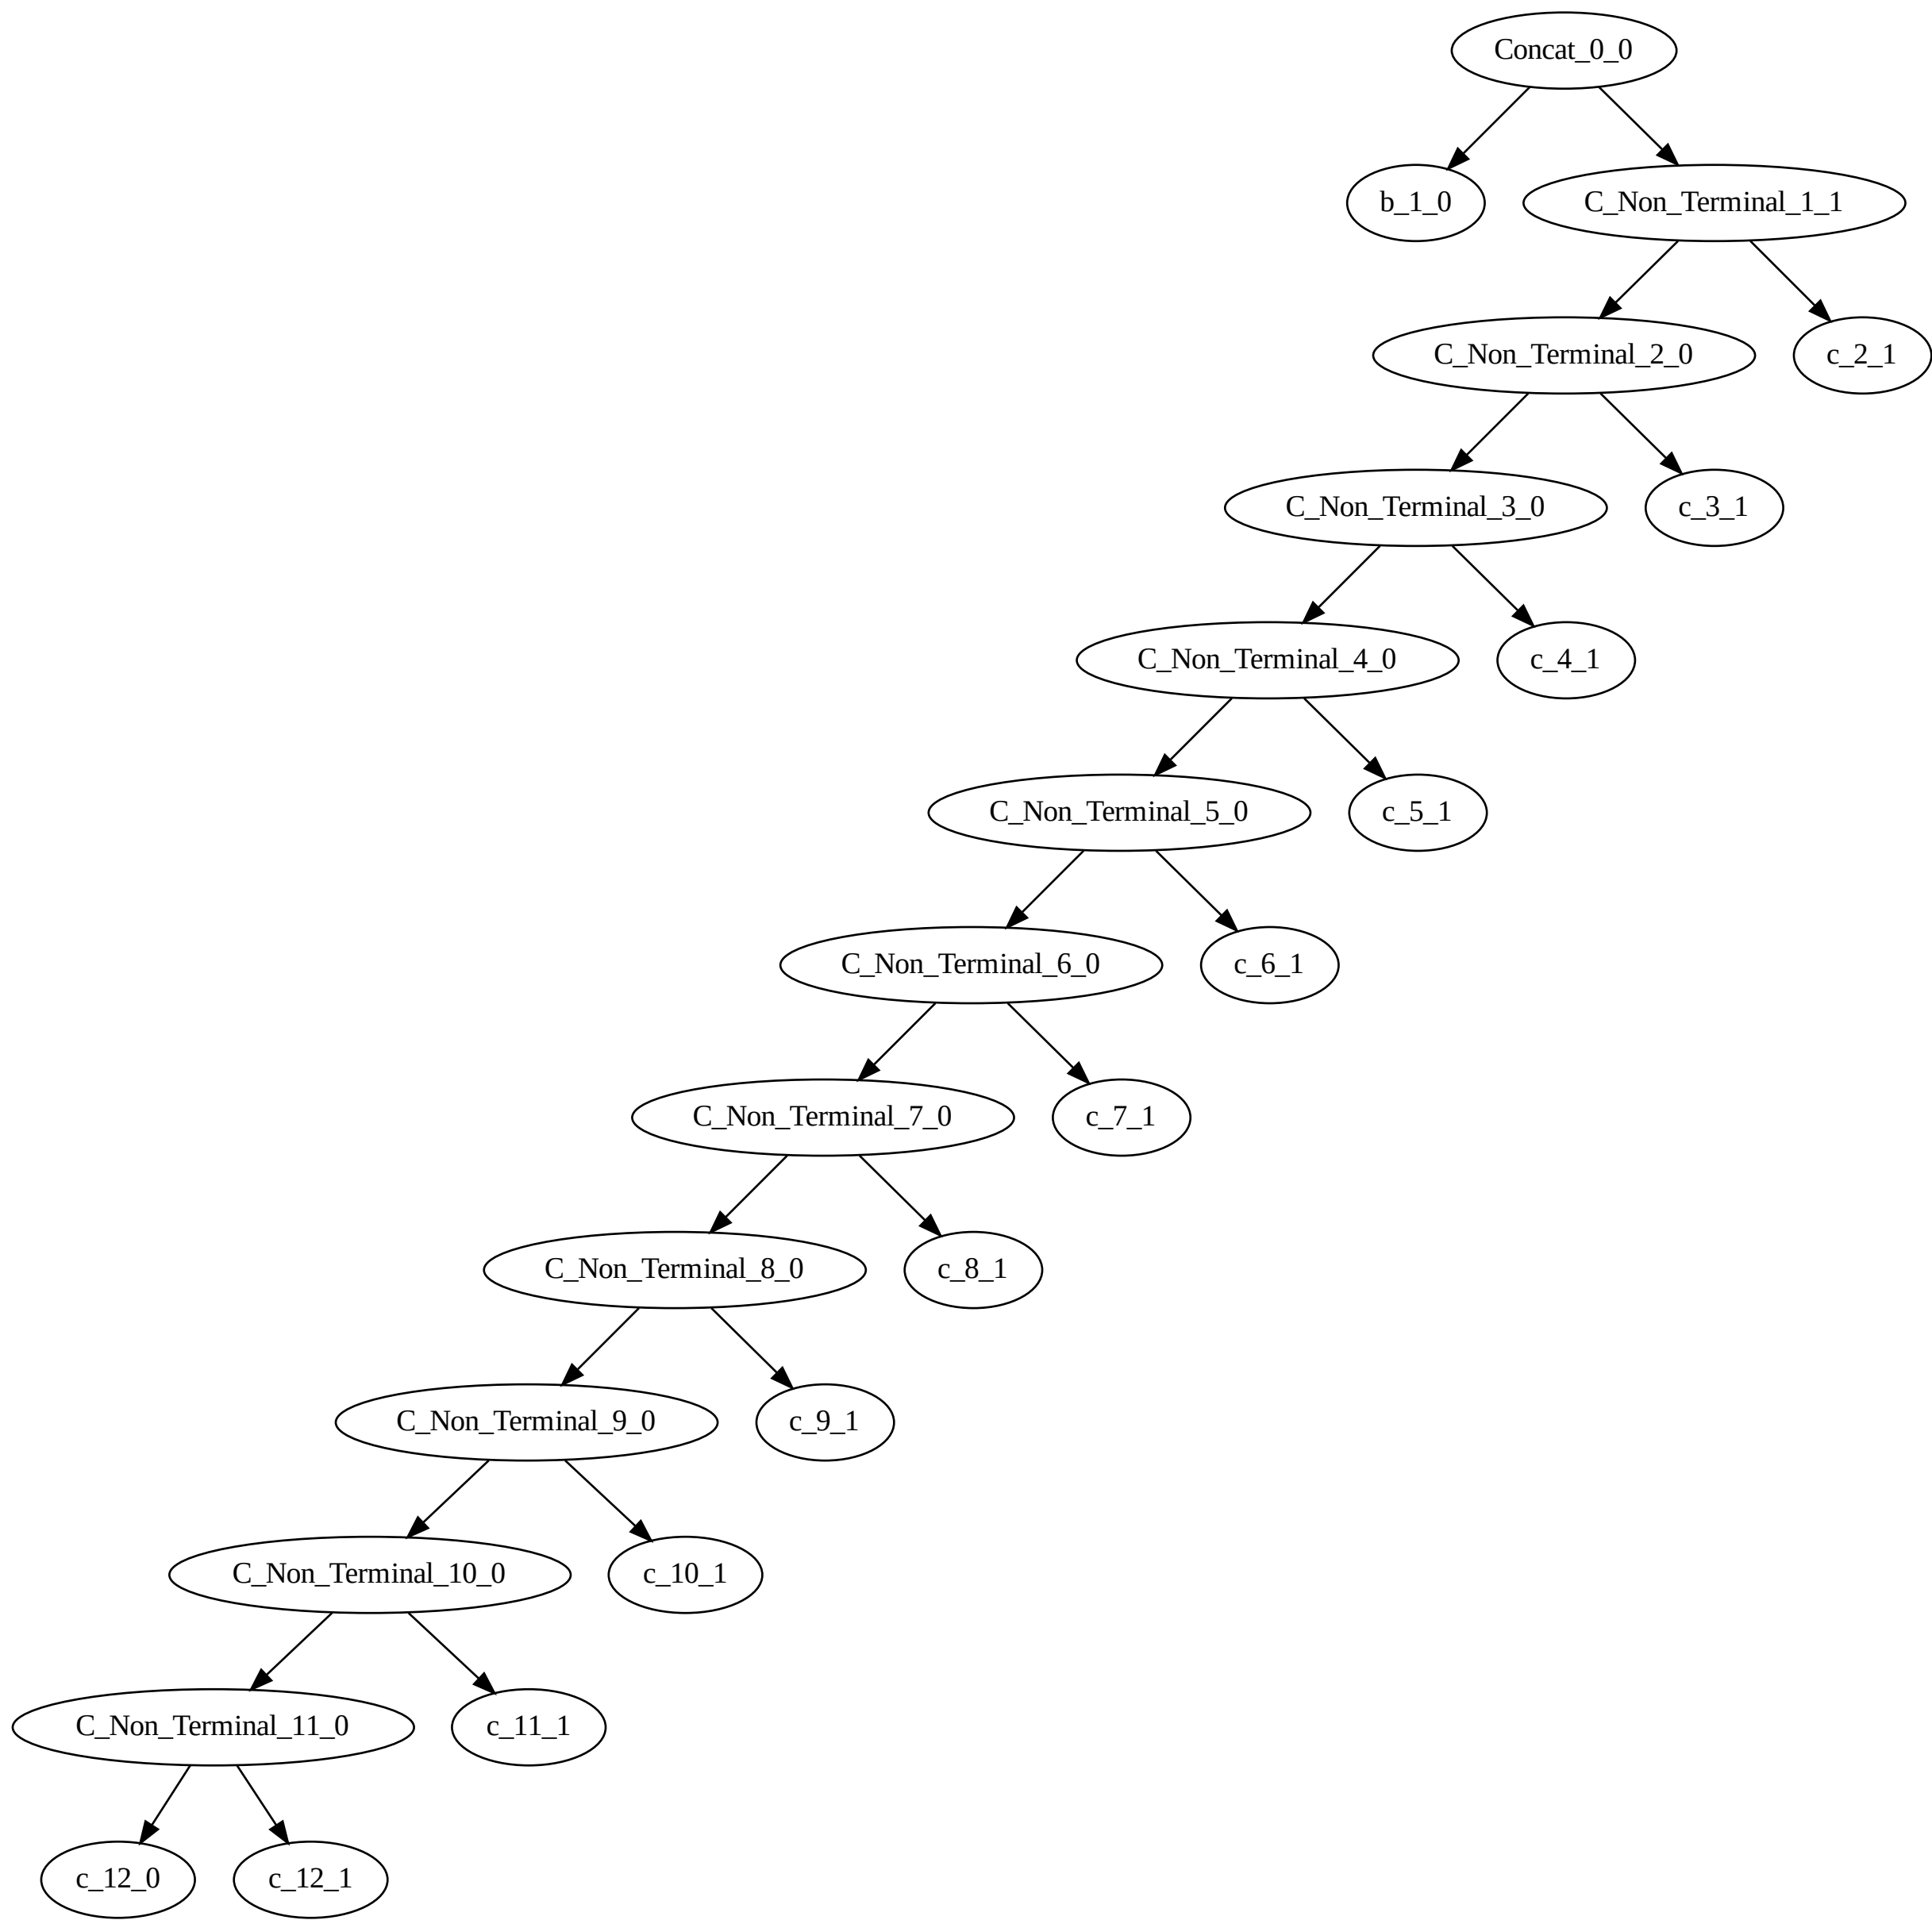 Concat_0_0
b_1_0
C_Non_Terminal_1_1
C_Non_Terminal_2_0
c_2_1
C_Non_Terminal_3_0
c_3_1
C_Non_Terminal_4_0
c_4_1
C_Non_Terminal_5_0
c_5_1
C_Non_Terminal_6_0
c_6_1
C_Non_Terminal_7_0
c_7_1
C_Non_Terminal_8_0
c_8_1
C_Non_Terminal_9_0
c_9_1
C_Non_Terminal_10_0
c_10_1
C_Non_Terminal_11_0
c_11_1
c_12_0
c_12_1